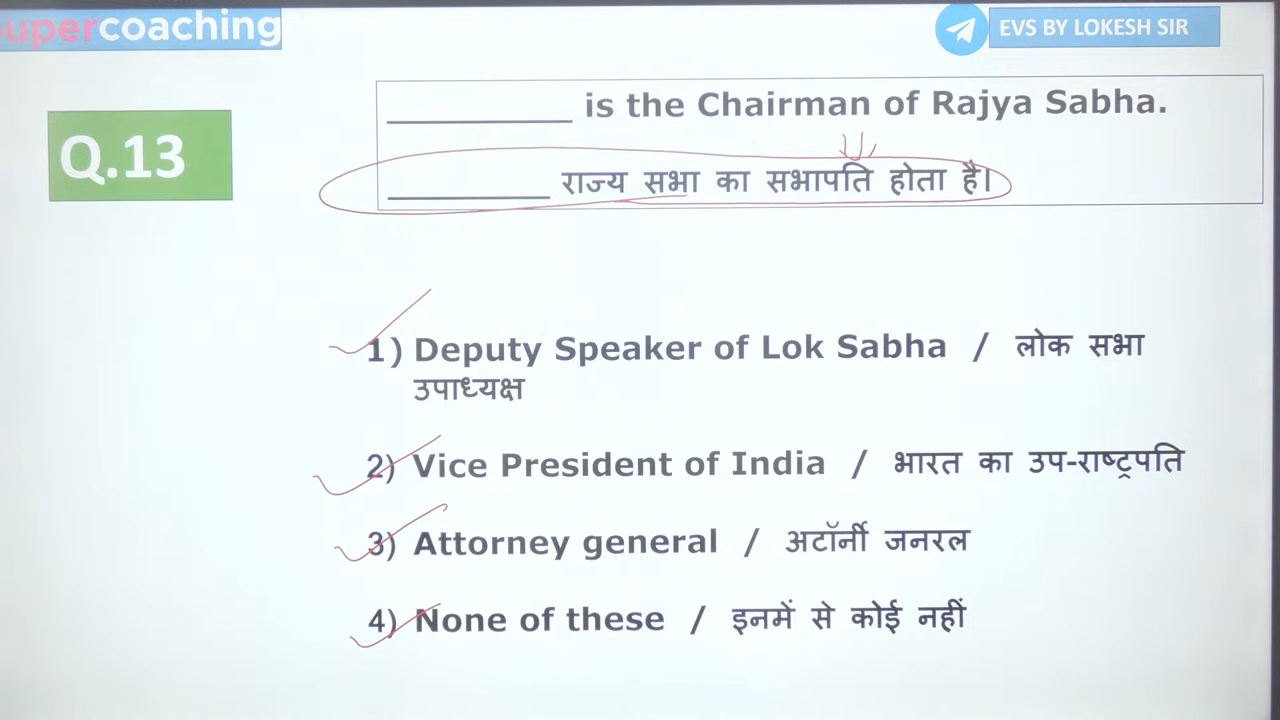 supercoaching
EVS BY LOKESH SIR
Q.13
__________ is the Chairman of Rajya Sabha.
__________ राज्य सभा का सभापति होता है।
1) Deputy Speaker of Lok Sabha / लोक सभा
उपाध्यक्ष
2) Vice President of India / भारत का उप-राष्ट्रपति
3) Attorney general / अटॉर्नी जनरल
4) None of these / इनमें से कोई नहीं